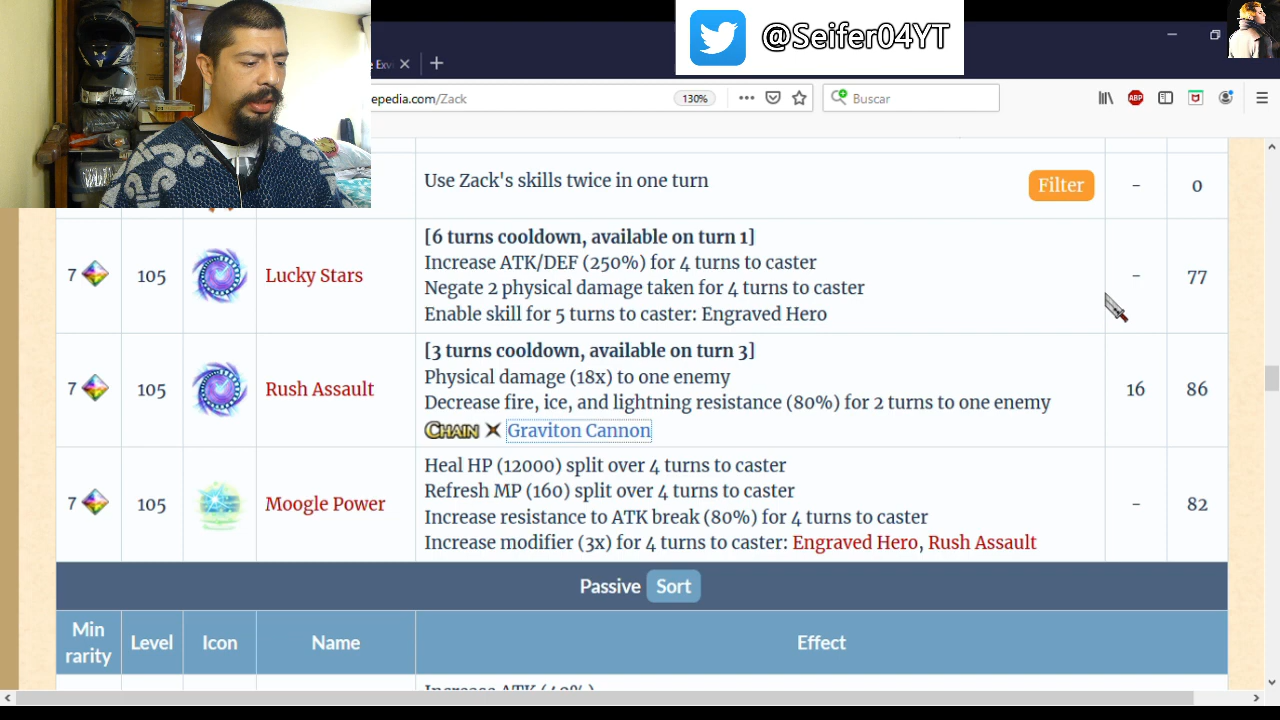 @Seifer04YT
epedia.com/Zack
130%
Buscar
ABP
Use Zack's skills twice in one turn
Filter
-
0
[6 turns cooldown, available on turn 1]
Increase ATK/DEF (250%) for 4 turns to caster
Negate 2 physical damage taken for 4 turns to caster
Enable skill for 5 turns to caster: Engraved Hero
7
105
Lucky Stars
-
77
[3 turns cooldown, available on turn 3]
Physical damage (18x) to one enemy
Decrease fire, ice, and lightning resistance (80%) for 2 turns to one enemy
CHAIN Graviton Cannon
7
105
Rush Assault
16
86
Heal HP (12000) split over 4 turns to caster
Refresh MP (160) split over 4 turns to caster
Increase resistance to ATK break (80%) for 4 turns to caster
Increase modifier (3x) for 4 turns to caster: Engraved Hero, Rush Assault
7
105
Moogle Power
-
82
Passive Sort
Min rarity
Level
Icon
Name
Effect